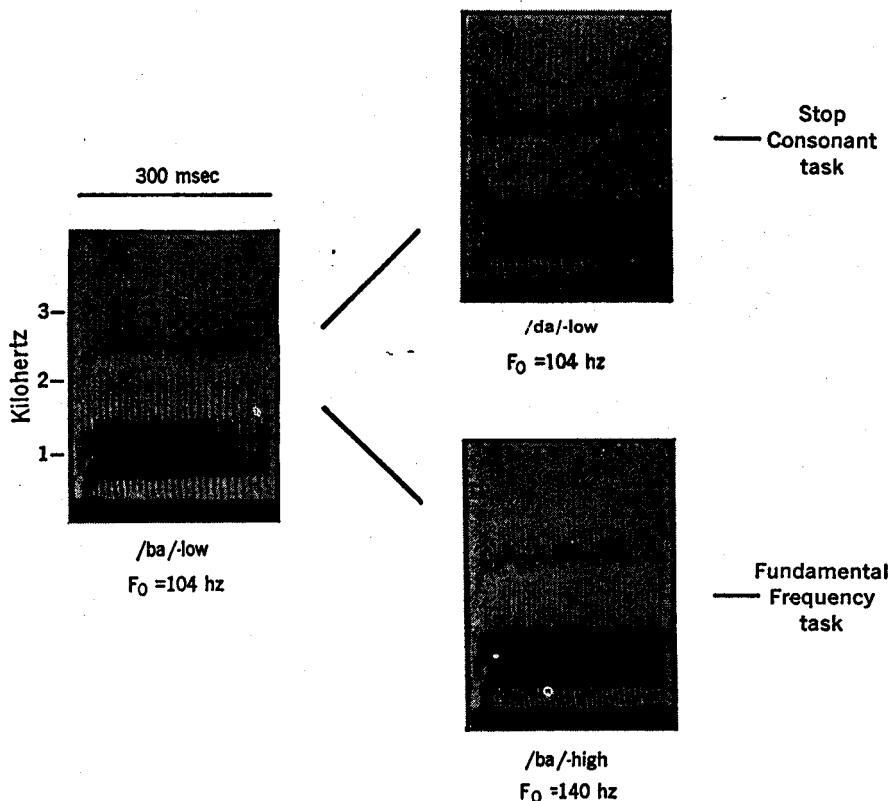 300 msec
3
2
1
Kilohertz
/ba/-low
F0 =104 hz
/da/-low
F0 =104 hz
Stop
Consonant
task
/ba/-high
F0 =140 hz
Fundamental
Frequency
task